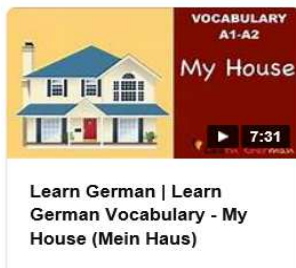 VOCABULARY
A1-A2
My House
7:31
Learn German | Learn
German Vocabulary - My
House (Mein Haus)